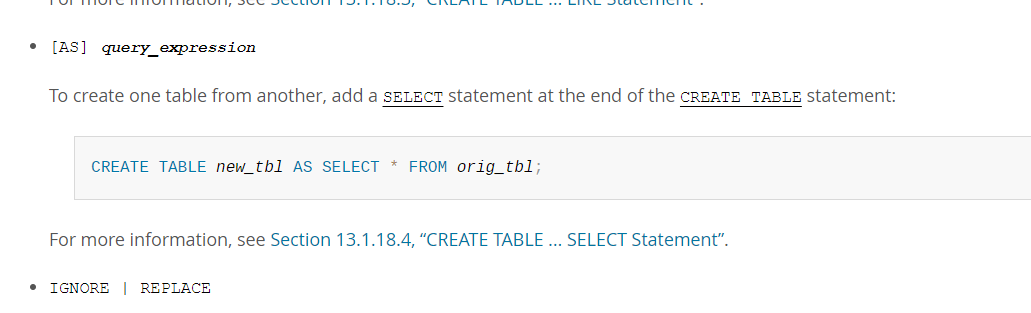 For more information, see Section 13.1.18.3, “CREATE TABLE ... LIKE Statement”.
[AS] query_expression
To create one table from another, add a SELECT statement at the end of the CREATE TABLE statement:
CREATE TABLE new_tbl AS SELECT * FROM orig_tbl;
For more information, see Section 13.1.18.4, “CREATE TABLE ... SELECT Statement”.
IGNORE | REPLACE